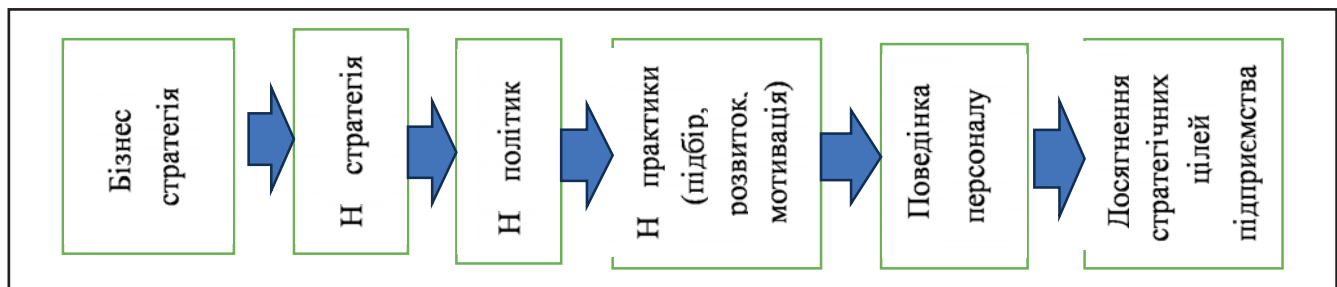 Бізнес
стратегія
Н стратегія
Н політик
Н практики
(підбір,
розвиток.
мотивація)
Поведінка
персоналу
Досягнення
стратегічних
цілей
підприємства